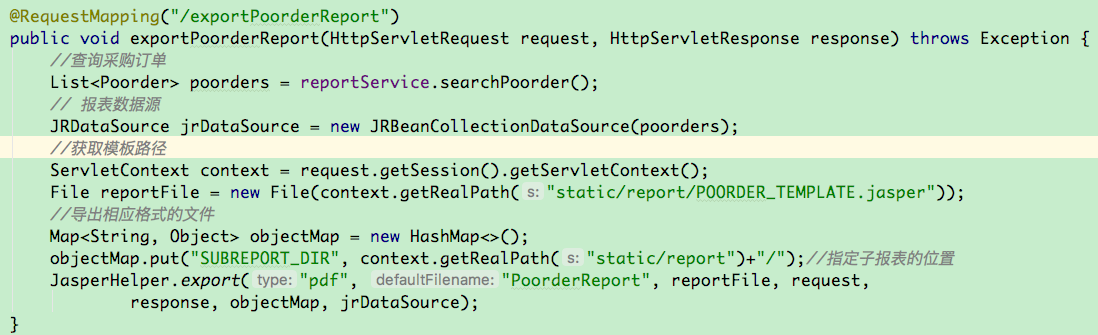 @RequestMapping("/exportPoorderReport")
public void exportPoorderReport(HttpServletRequest request, HttpServletResponse response) throws Exception {
//查询采购订单
List<Poorder> poorders = reportService.searchPoorder();
// 报表数据源
JRDataSource jrDataSource = new JRBeanCollectionDataSource(poorders);
//获取模板路径
ServletContext context = request.getSession().getServletContext();
File reportFile = new File(context.getRealPath( s: "static/report/POORDER_TEMPLATE.jasper"));
//导出相应格式的文件
Map<String, Object> objectMap = new HashMap<>();
objectMap.put("SUBREPORT_DIR", context.getRealPath( s: "static/report")+"/");//指定子报表的位置
JasperHelper.export( type: "pdf", defaultFilename: "PoorderReport", reportFile, request,
response, objectMap, jrDataSource);
}